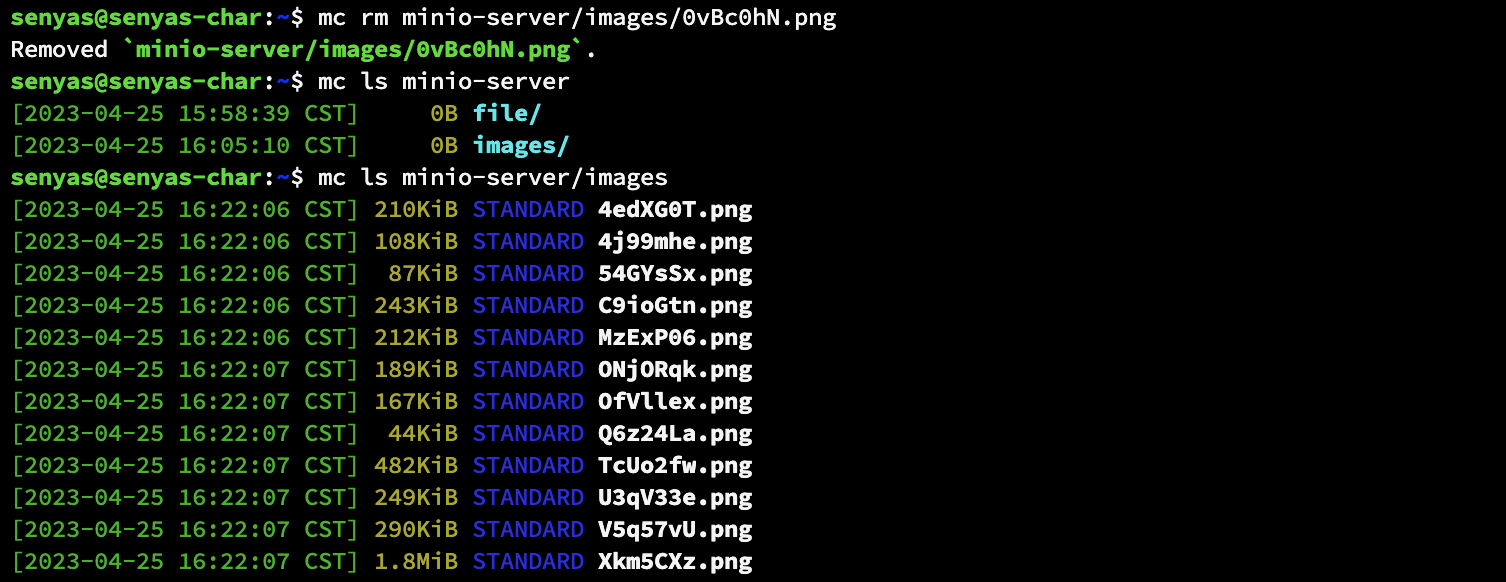 senyas@senyas-char:~$ mc rm minio-server/images/0vBc0hN.png
Removed `minio-server/images/0vBc0hN.png`.
senyas@senyas-char:~$ mc ls minio-server
[2023-04-25 15:58:39 CST]     0B file/
[2023-04-25 16:05:10 CST]     0B images/
senyas@senyas-char:~$ mc ls minio-server/images
[2023-04-25 16:22:06 CST] 210KiB STANDARD 4edXG0T.png
[2023-04-25 16:22:06 CST] 108KiB STANDARD 4j99mhe.png
[2023-04-25 16:22:06 CST]  87KiB STANDARD 54GYsSx.png
[2023-04-25 16:22:06 CST] 243KiB STANDARD C9ioGtn.png
[2023-04-25 16:22:06 CST] 212KiB STANDARD MzExP06.png
[2023-04-25 16:22:07 CST] 189KiB STANDARD ONjORqk.png
[2023-04-25 16:22:07 CST] 167KiB STANDARD OfVllex.png
[2023-04-25 16:22:07 CST]  44KiB STANDARD Q6z24La.png
[2023-04-25 16:22:07 CST] 482KiB STANDARD TcUo2fw.png
[2023-04-25 16:22:07 CST] 249KiB STANDARD U3qV33e.png
[2023-04-25 16:22:07 CST] 290KiB STANDARD V5q57vU.png
[2023-04-25 16:22:07 CST] 1.8MiB STANDARD Xkm5CXz.png